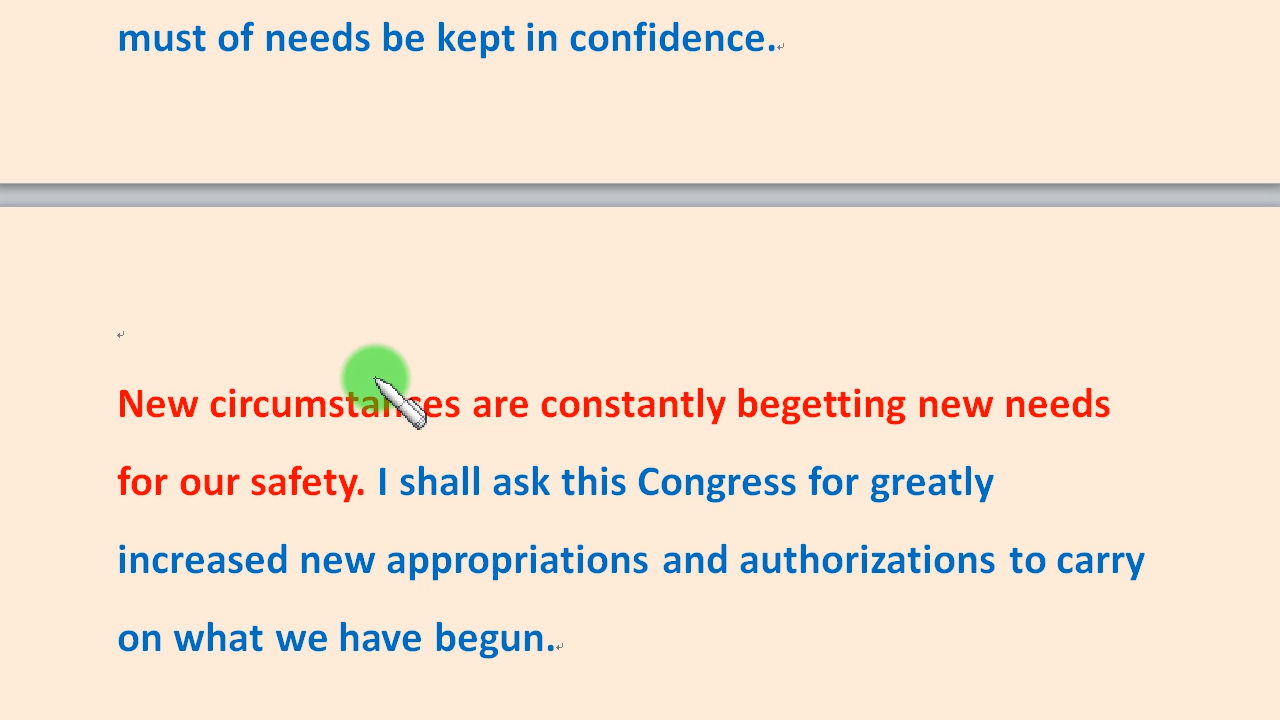 must of needs be kept in confidence.
New circumstances are constantly begetting new needs
for our safety. I shall ask this Congress for greatly
increased new appropriations and authorizations to carry
on what we have begun.